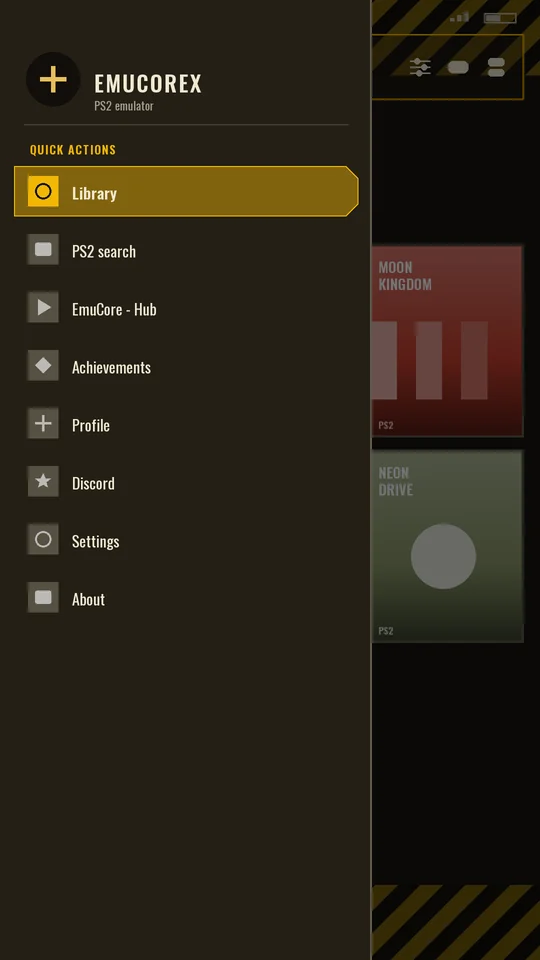 EMUCOREX
PS2 emulator
QUICK ACTIONS
Library
PS2 search
EmuCore - Hub
Achievements
Profile
Discord
Settings
About
MOON
KINGDOM
PS2
NEON
DRIVE
PS2